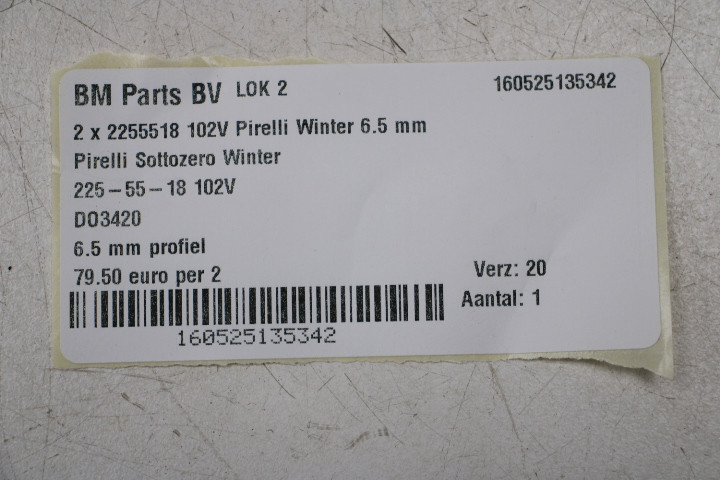 BM Parts BV LOK 2 160525135342
2 x 2255518 102V Pirelli Winter 6.5 mm
Pirelli Sottozero Winter
225-55-18 102V
DO3420
6.5 mm profiel
79.50 euro per 2 Verz: 20
Aantal: 1
160525135342